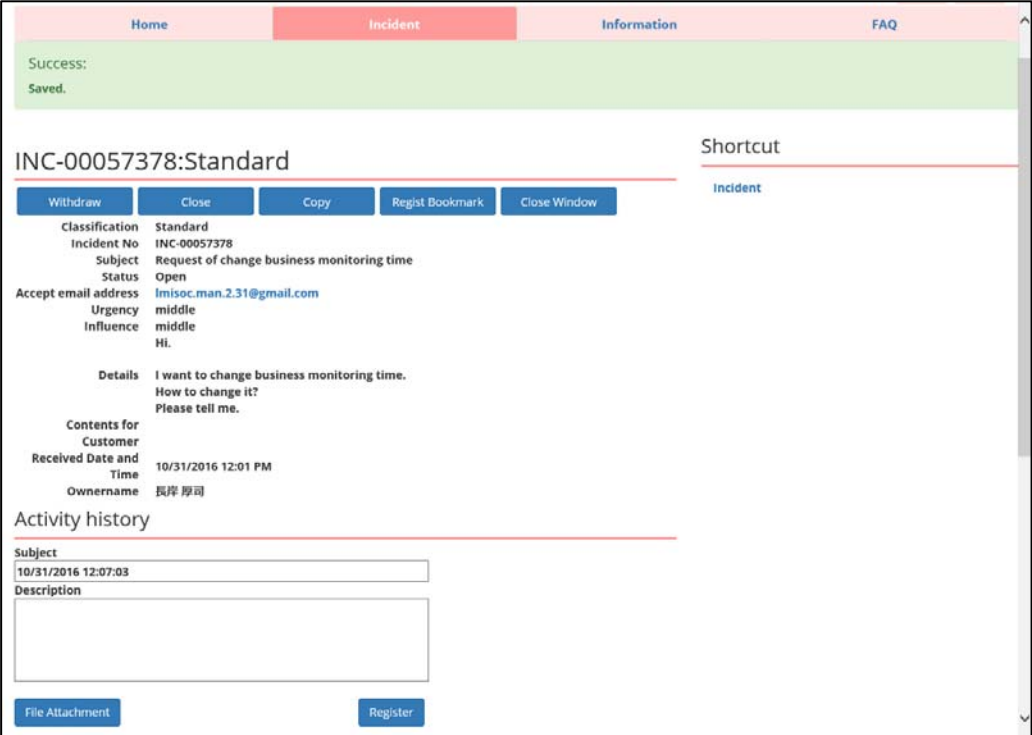 Home Incident Information FAQ
Success:
Saved.
INC-00057378:Standard
Shortcut
Incident
Withdraw Close Copy Regist Bookmark Close Window
Classification Standard
Incident No INC-00057378
Subject Request of change business monitoring time
Status Open
Accept email address lmisoc.man.2.31@gmail.com
Urgency middle
Influence middle
Hi.
Details I want to change business monitoring time.
How to change it?
Please tell me.
Contents for
Customer
Received Date and
Time 10/31/2016 12:01 PM
Ownername 長岸 厚司
Activity history
Subject
10/31/2016 12:07:03
Description
File Attachment Register